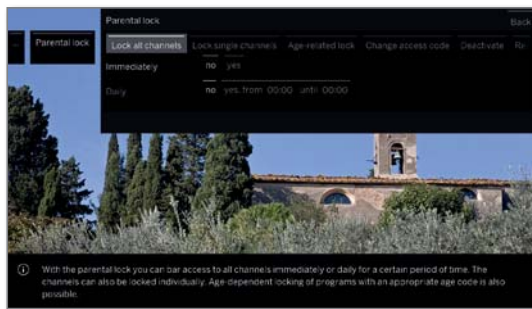 Parental lock
Back
...
Parental lock
Lock all channels Lock single channels Age-related lock Change access code Deactivate
Immediately no yes
Daily no yes, from 00:00 until 00:00
With the parental lock you can bar access to all channels immediately or daily for a certain period of time. The
channels can also be locked individually. Age-dependent locking of programs with an appropriate age code is also
possible.